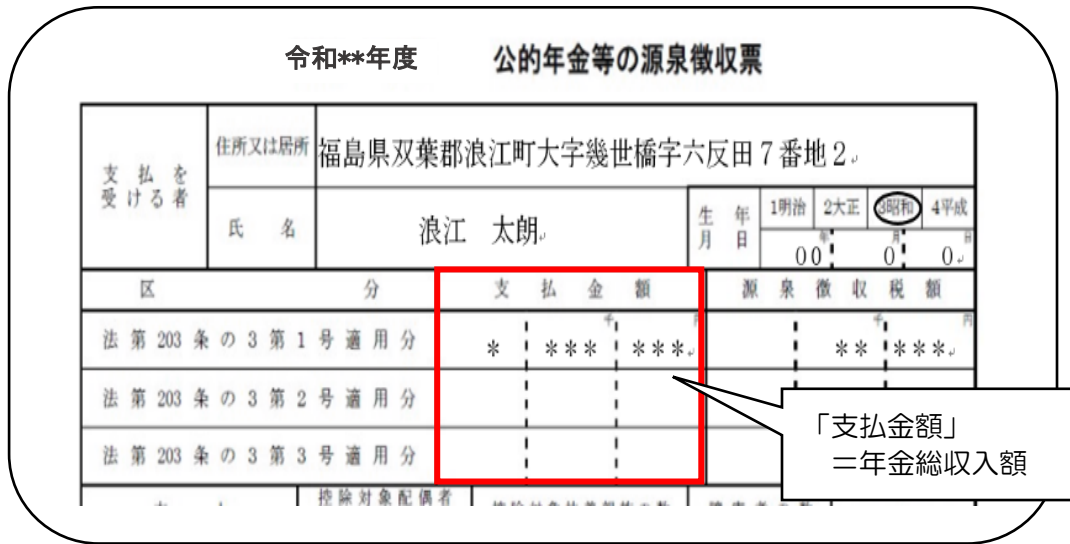 令和**年度 公的年金等の源泉徴収票
支払を受ける者
住所又は居所 福島県双葉郡浪江町大字幾世橋字六反田7番地2
氏名 浪江 太朗
生年月日 1明治 2大正 3昭和 4平成
年 月 日
00 0 0
区分 支払金額 源泉徴収税額
千 円 千 円
法第203条の3第1号適用分 * *** *** ** ***
法第203条の3第2号適用分
法第203条の3第3号適用分
「支払金額」
=年金総収入額
控除対象配偶者